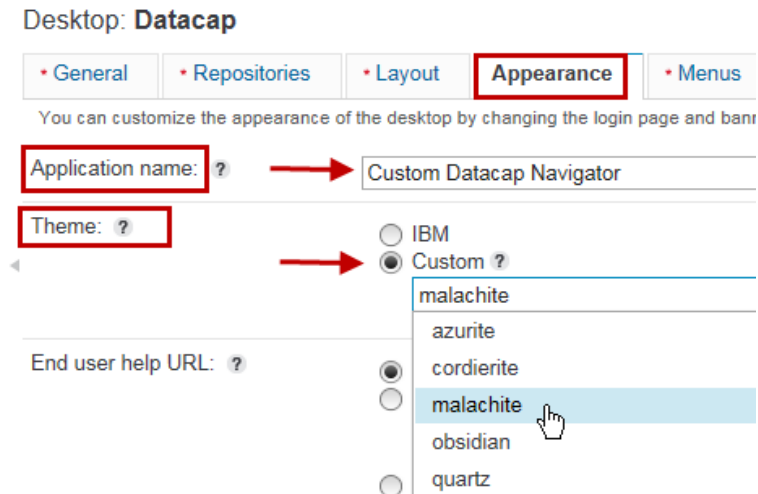 Desktop: Datacap
* General * Repositories * Layout Appearance * Menus
You can customize the appearance of the desktop by changing the login page and bann
Application name: ? Custom Datacap Navigator
Theme: ? IBM
Custom ?
malachite
azurite
cordierite
malachite
obsidian
quartz
End user help URL: ?